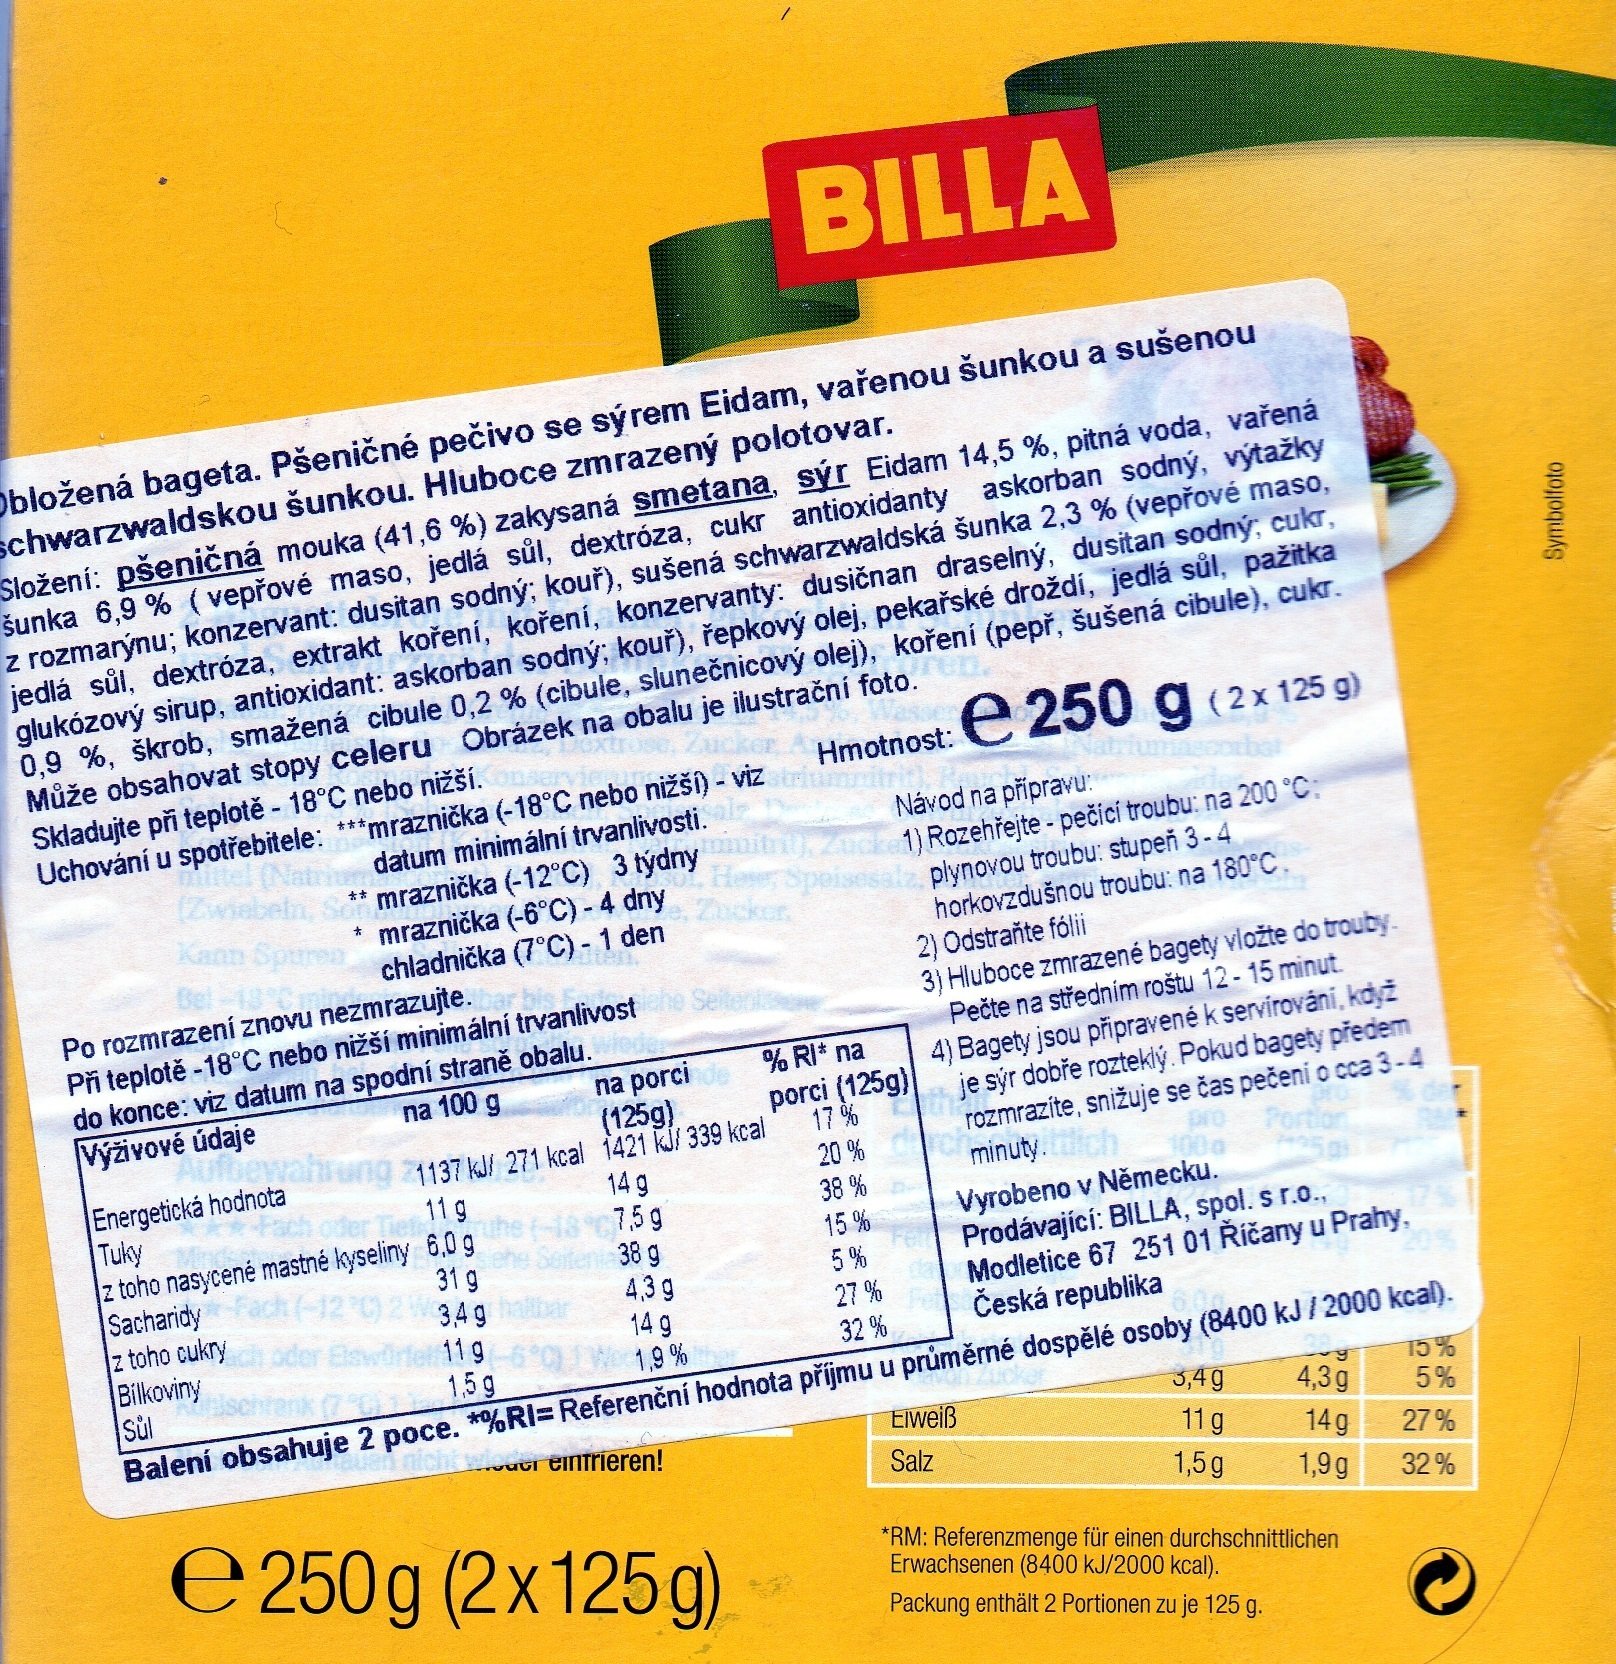 BILLA
Obložená bageta. Pšeničné pečivo se sýrem Eidam, vařenou šunkou a sušenou
schwarzwaldskou šunkou. Hluboce zmrazený polotovar.
Složení: pšeničná mouka (41,6 %) zakysaná smetana, sýr Eidam 14,5 %, pitná voda, vařená
šunka 6,9 % ( vepřové maso, jedlá sůl, dextróza, cukr antioxidanty askorban sodný, výtažky
z rozmarýnu; konzervant: dusitan sodný; kouř), sušená schwarzwaldská šunka 2,3 % (vepřové maso,
jedlá sůl, dextróza, extrakt koření, koření, konzervanty: dusičnan draselný, dusitan sodný; cukr,
glukózový sirup, antioxidant: askorban sodný; kouř), řepkový olej, pekařské droždí, jedlá sůl, pažitka
0,9 %, škrob, smažená cibule 0,2 % (cibule, slunečnicový olej), koření (pepř, šušená cibule), cukr.
Může obsahovat stopy celeru Obrázek na obalu je ilustrační foto.
Skladujte při teplotě - 18°C nebo nižší.
Hmotnost: e 250 g ( 2 x 125 g)
Uchování u spotřebitele: ***mraznička (-18°C nebo nižší) - viz
datum minimální trvanlivosti.
** mraznička (-12°C) 3 týdny
* mraznička (-6°C) - 4 dny
chladnička (7°C) - 1 den
Po rozmrazení znovu nezmrazujte.
Při teplotě -18°C nebo nižší minimální trvanlivost
do konce: viz datum na spodní straně obalu.
Návod na přípravu:
1) Rozehřejte - pečící troubu: na 200 °C;
plynovou troubu: stupeň 3 - 4
horkovzdušnou troubu: na 180°C.
2) Odstraňte fólii
3) Hluboce zmrazené bagety vložte do trouby.
Pečte na středním roštu 12 - 15 minut.
4) Bagety jsou připravené k servírování, když
je sýr dobře rozteklý. Pokud bagety předem
rozmrazíte, snižuje se čas pečení o cca 3 - 4
minuty.
Vyrobeno v Německu.
Prodávající: BILLA, spol. s r.o.,
Modletice 67 251 01 Říčany u Prahy,
Česká republika
Výživové údaje na 100 g na porci (125g) % RI* na porci (125g)
Energetická hodnota 1137 kJ/ 271 kcal 1421 kJ/ 339 kcal 17 %
Tuky 11 g 14 g 20 %
z toho nasycené mastné kyseliny 6,0 g 7,5 g 38 %
Sacharidy 31 g 38 g 15 %
z toho cukry 3,4 g 4,3 g 5 %
Bílkoviny 11 g 14 g 27 %
Sůl 1,5 g 1,9 % 32 %
Balení obsahuje 2 poce. *%RI= Referenční hodnota příjmu u průměrné dospělé osoby (8400 kJ / 2000 kcal).
Symbolfoto
15 %
3,4 g 4,3 g 5 %
Eiweiß 11 g 14 g 27 %
Salz 1,5 g 1,9 g 32 %
wieder einfrieren!
e 250 g (2 x 125 g)
*RM: Referenzmenge für einen durchschnittlichen
Erwachsenen (8400 kJ/2000 kcal).
Packung enthält 2 Portionen zu je 125 g.